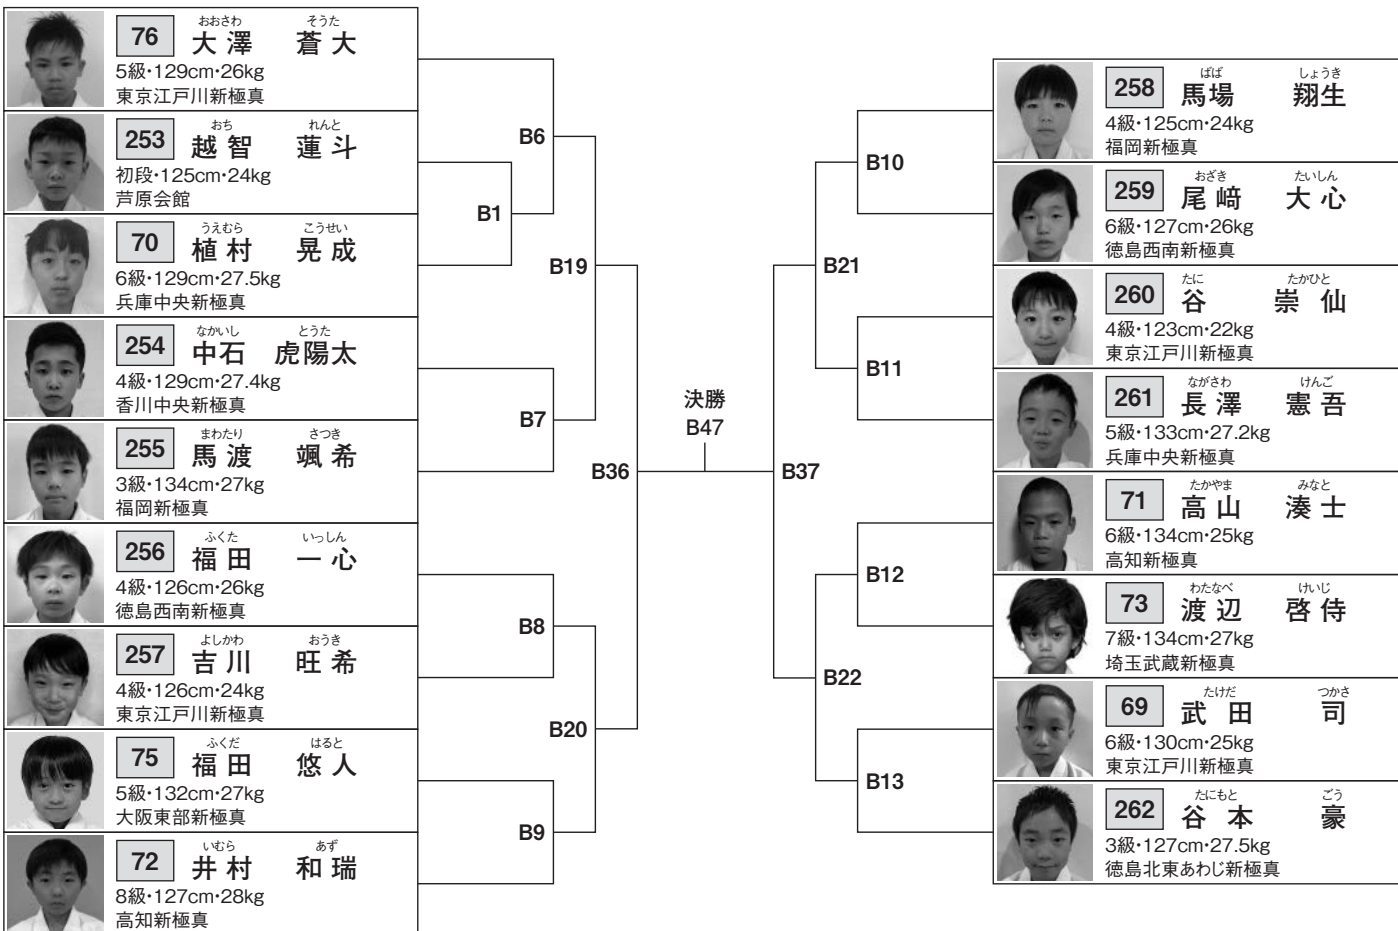 おおさわ そうた
76 大澤 蒼大
5級・129cm・26kg
東京江戸川新極真
おち れんと
253 越智 蓮斗
初段・125cm・24kg
芦原会館
うえむら こうせい
70 植村 晃成
6級・129cm・27.5kg
兵庫中央新極真
なかいし とうた
254 中石 虎陽太
4級・129cm・27.4kg
香川中央新極真
まわたり さつき
255 馬渡 颯希
3級・134cm・27kg
福岡新極真
ふくた いっしん
256 福田 一心
4級・126cm・26kg
徳島西南新極真
よしかわ おうき
257 吉川 旺希
4級・126cm・24kg
東京江戸川新極真
ふくだ はると
75 福田 悠人
5級・132cm・27kg
大阪東部新極真
いむら あず
72 井村 和瑞
8級・127cm・28kg
高知新極真
B6
B1
B19
B7
B36
B8
B20
B9
決勝
B47
B10
B21
B11
B37
B12
B22
B13
ばば しょうき
258 馬場 翔生
4級・125cm・24kg
福岡新極真
おざき たいしん
259 尾﨑 大心
6級・127cm・26kg
徳島西南新極真
たに たかひと
260 谷 崇仙
4級・123cm・22kg
東京江戸川新極真
ながさわ けんご
261 長澤 憲吾
5級・133cm・27.2kg
兵庫中央新極真
たかやま みなと
71 高山 湊士
6級・134cm・25kg
高知新極真
わたなべ けいじ
73 渡辺 啓侍
7級・134cm・27kg
埼玉武蔵新極真
たけだ つかさ
69 武田 司
6級・130cm・25kg
東京江戸川新極真
たにもと ごう
262 谷本 豪
3級・127cm・27.5kg
徳島北東あわじ新極真